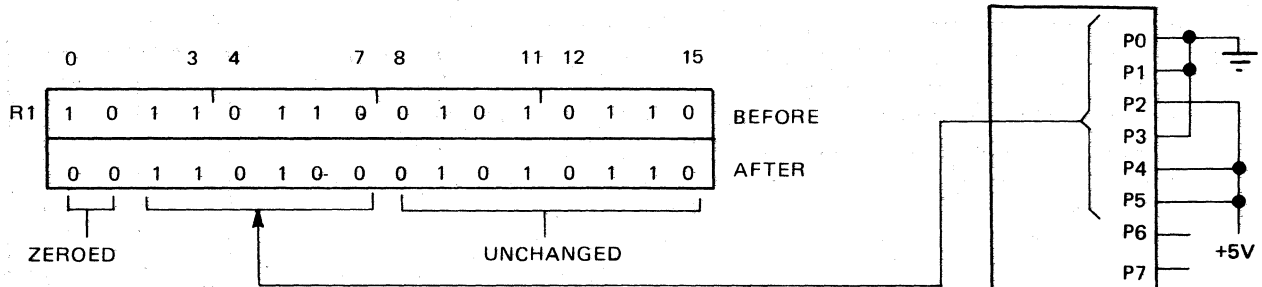 0 3 4 7 8 11 12 15
R1 1 0 1 1 0 1 1 0 0 1 0 1 0 1 1 0 BEFORE
0 0 1 1 0 1 0 0 0 1 0 1 0 1 1 0 AFTER
ZEROED UNCHANGED
P0
P1
P2
P3
P4
P5
P6
+5V
P7